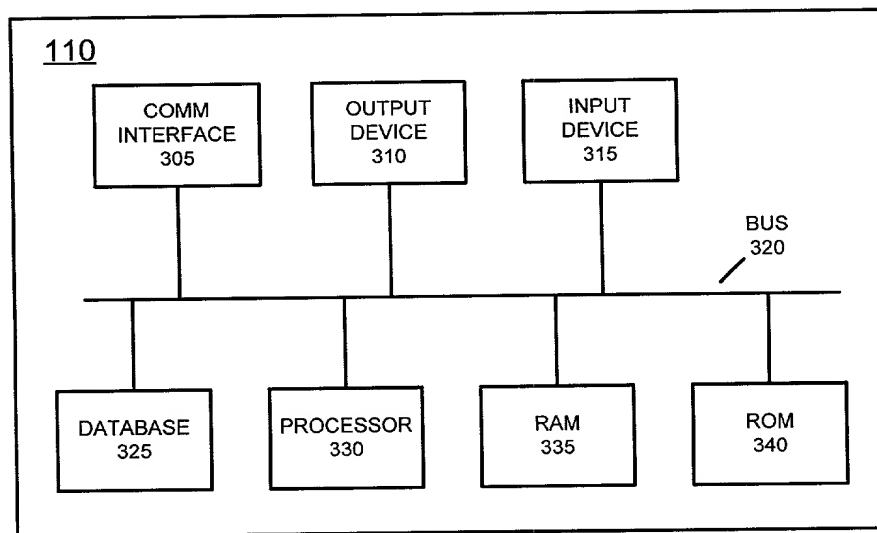 110
COMM
INTERFACE
305
OUTPUT
DEVICE
310
INPUT
DEVICE
315
BUS
320
DATABASE
325
PROCESSOR
330
RAM
335
ROM
340